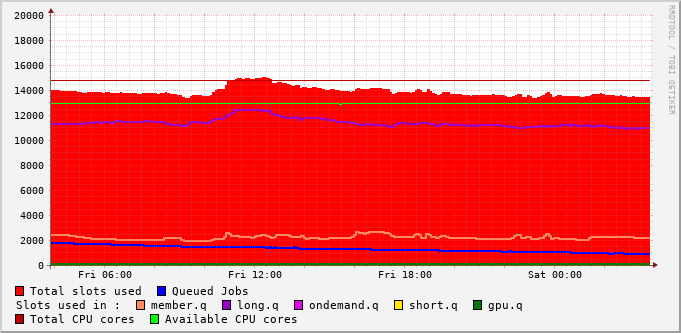 RRDTOOL / TOBI OETIKER
20000
18000
16000
14000
12000
10000
8000
6000
4000
2000
0
Fri 06:00 Fri 12:00 Fri 18:00 Sat 00:00
Total slots used Queued Jobs
Slots used in : member.q long.q ondemand.q short.q gpu.q
Total CPU cores Available CPU cores